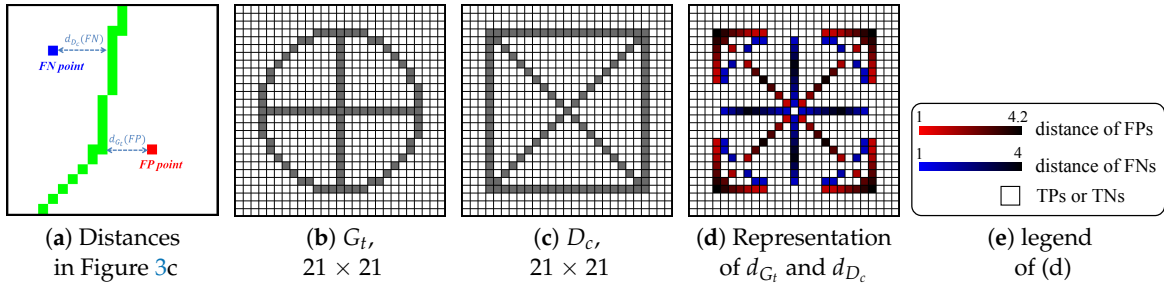 d_{D_c}(FN)
FN point
d_{G_t}(FP)
FP point
1 4.2
distance of FPs
1 4
distance of FNs
TPs or TNs
(a) Distances
in Figure 3c
(b) G_t,
21 × 21
(c) D_c,
21 × 21
(d) Representation
of d_{G_t} and d_{D_c}
(e) legend
of (d)